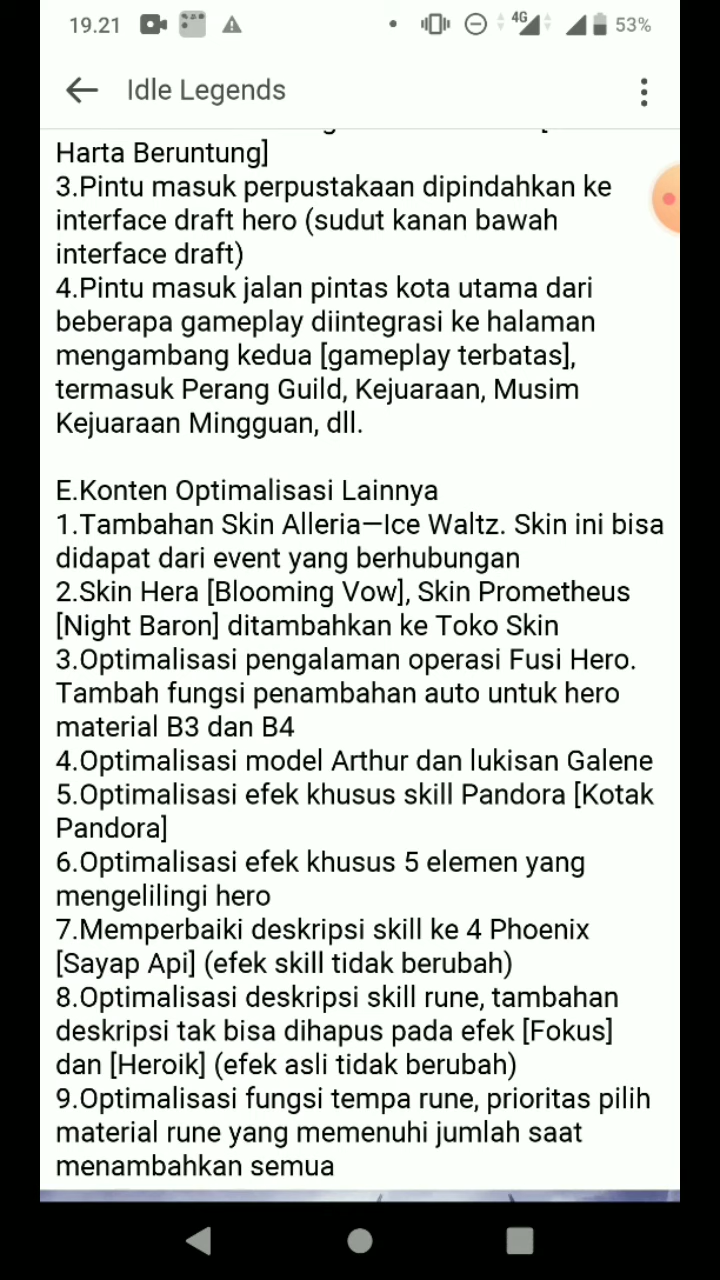 19.21
4G
53%
Idle Legends
Harta Beruntung]
3.Pintu masuk perpustakaan dipindahkan ke
interface draft hero (sudut kanan bawah
interface draft)
4.Pintu masuk jalan pintas kota utama dari
beberapa gameplay diintegrasi ke halaman
mengambang kedua [gameplay terbatas],
termasuk Perang Guild, Kejuaraan, Musim
Kejuaraan Mingguan, dll.
E.Konten Optimalisasi Lainnya
1.Tambahan Skin Alleria—Ice Waltz. Skin ini bisa
didapat dari event yang berhubungan
2.Skin Hera [Blooming Vow], Skin Prometheus
[Night Baron] ditambahkan ke Toko Skin
3.Optimalisasi pengalaman operasi Fusi Hero.
Tambah fungsi penambahan auto untuk hero
material B3 dan B4
4.Optimalisasi model Arthur dan lukisan Galene
5.Optimalisasi efek khusus skill Pandora [Kotak
Pandora]
6.Optimalisasi efek khusus 5 elemen yang
mengelilingi hero
7.Memperbaiki deskripsi skill ke 4 Phoenix
[Sayap Api] (efek skill tidak berubah)
8.Optimalisasi deskripsi skill rune, tambahan
deskripsi tak bisa dihapus pada efek [Fokus]
dan [Heroik] (efek asli tidak berubah)
9.Optimalisasi fungsi tempa rune, prioritas pilih
material rune yang memenuhi jumlah saat
menambahkan semua